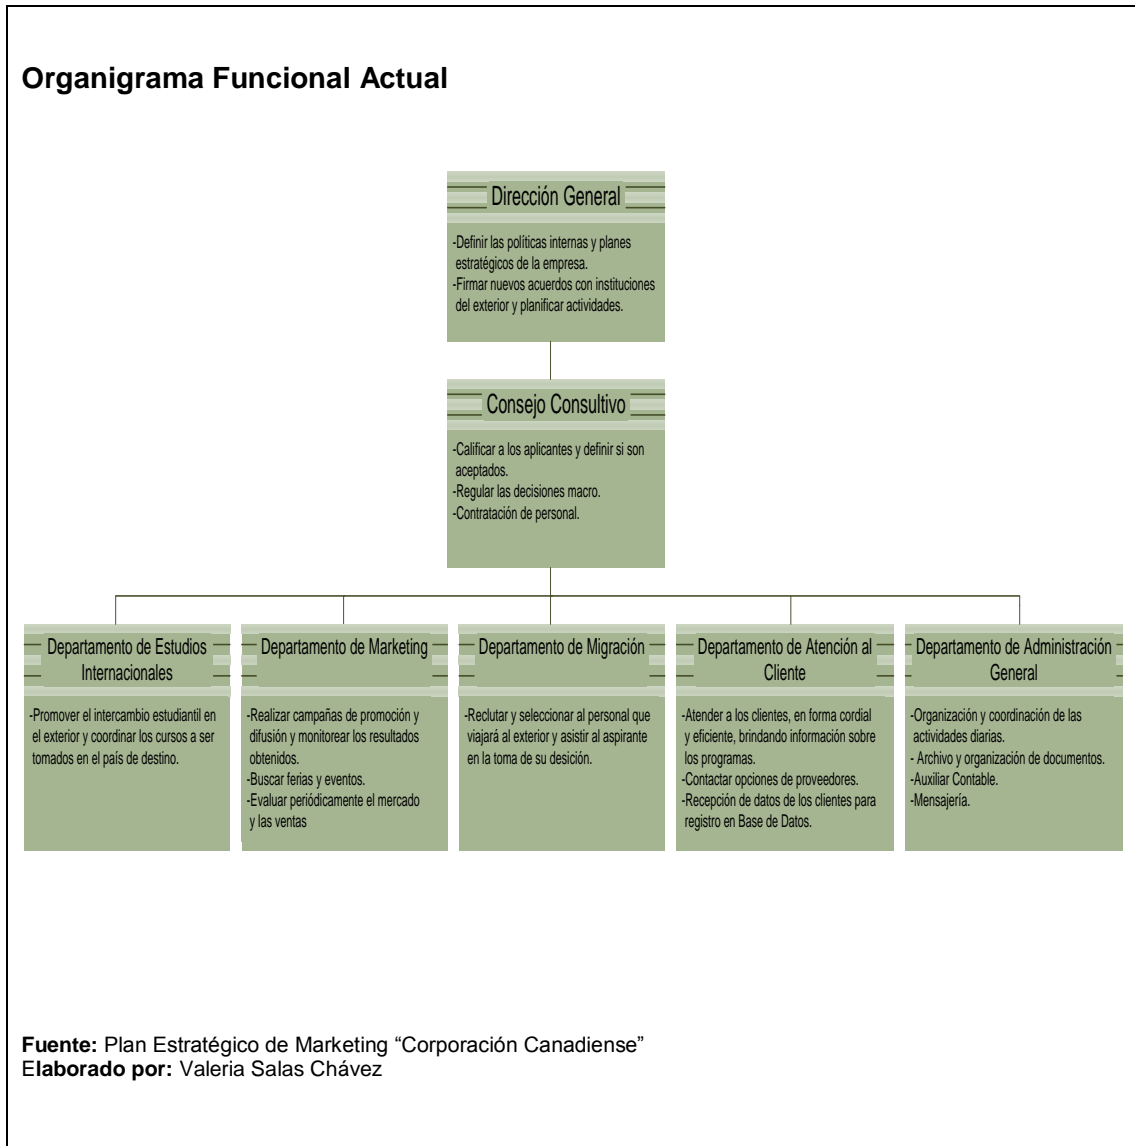 Organigrama Funcional Actual
Dirección General
-Definir las políticas internas y planes
estratégicos de la empresa.
-Firmar nuevos acuerdos con instituciones
del exterior y planificar actividades.
Consejo Consultivo
-Calificar a los aplicantes y definir si son
aceptados.
-Regular las decisiones macro.
-Contratación de personal.
Departamento de Estudios
Internacionales
-Promover el intercambio estudiantil en
el exterior y coordinar los cursos a ser
tomados en el país de destino.
Departamento de Marketing
-Realizar campañas de promoción y
difusión y monitorear los resultados
obtenidos.
-Buscar ferias y eventos.
-Evaluar periódicamente el mercado
y las ventas
Departamento de Migración
-Reclutar y seleccionar al personal que
viajará al exterior y asistir al aspirante
en la toma de su desición.
Departamento de Atención al
Cliente
-Atender a los clientes, en forma cordial
y eficiente, brindando información sobre
los programas.
-Contactar opciones de proveedores.
-Recepción de datos de los clientes para
registro en Base de Datos.
Departamento de Administración
General
-Organización y coordinación de las
actividades diarias.
- Archivo y organización de documentos.
-Auxiliar Contable.
-Mensajería.
Fuente: Plan Estratégico de Marketing “Corporación Canadiense”
Elaborado por: Valeria Salas Chávez